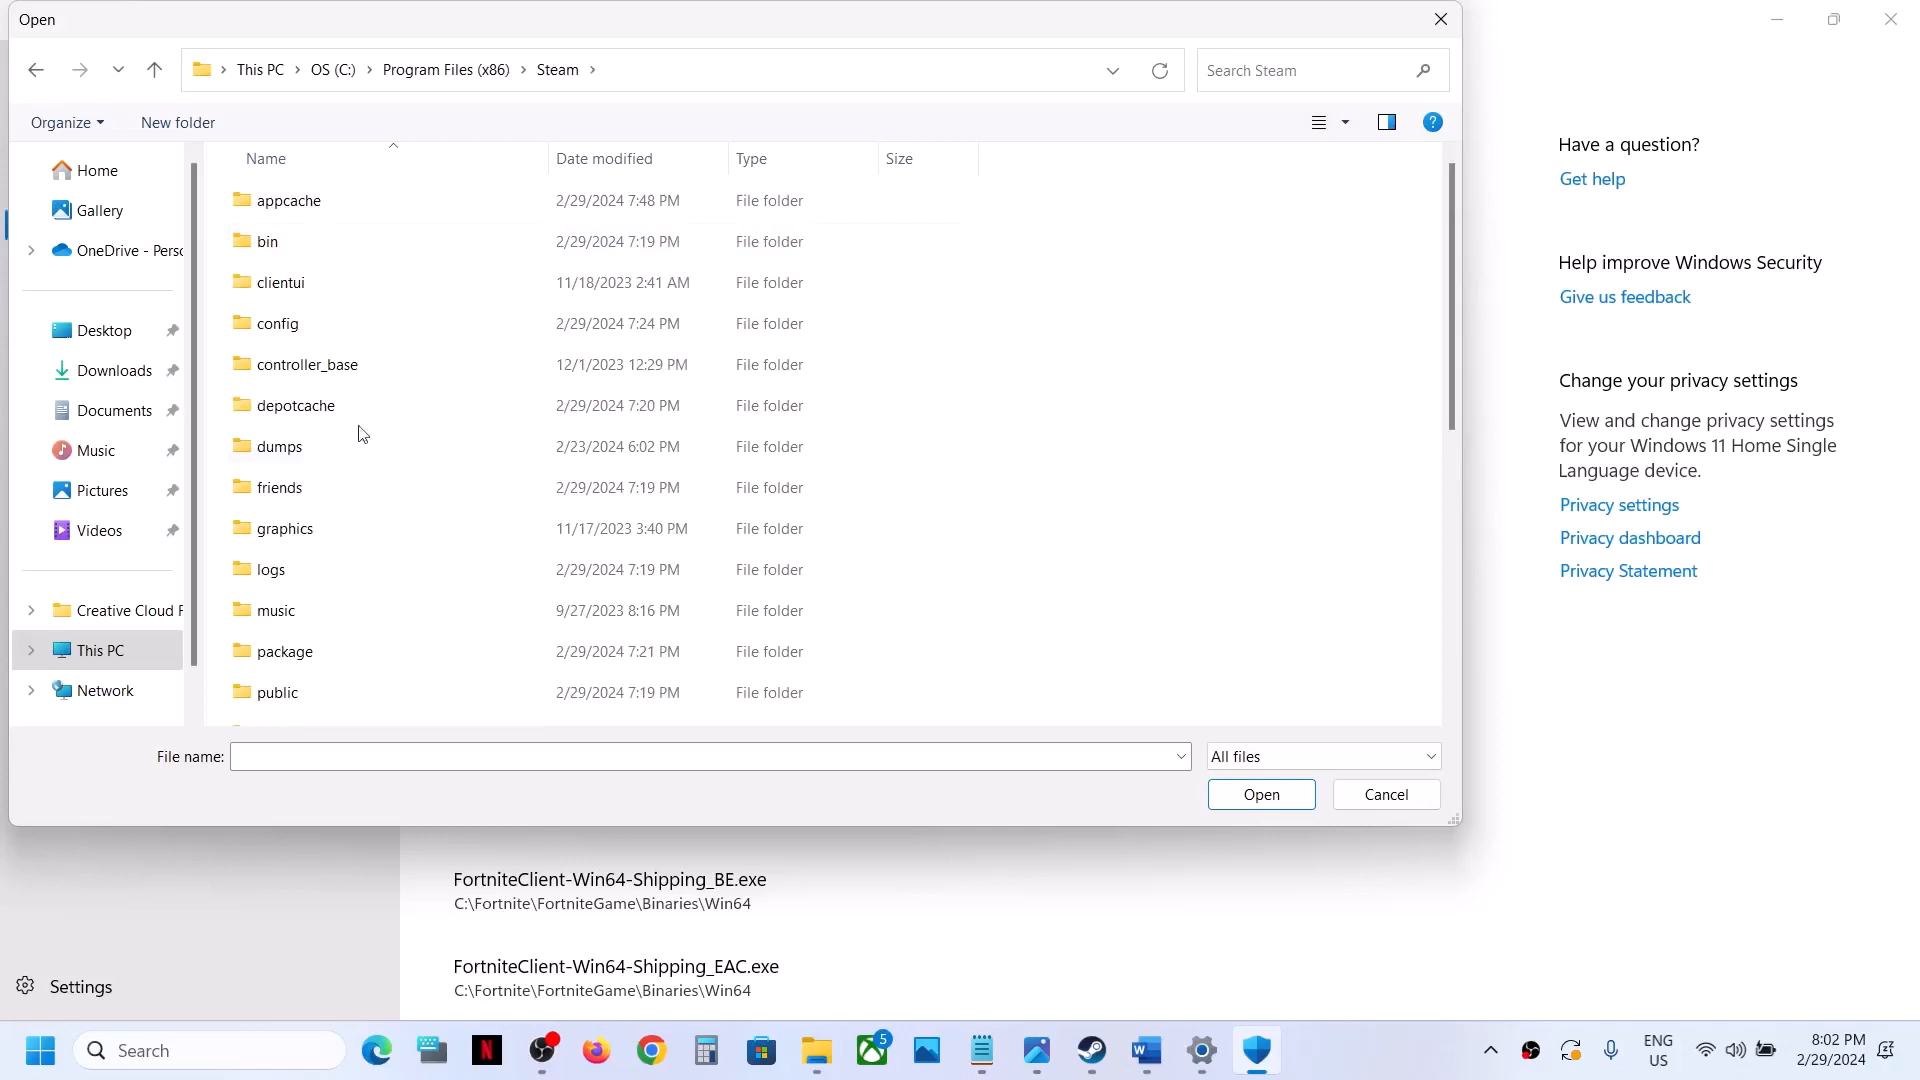 Open
This PC
OS (C:)
Program Files (x86)
Steam
Search Steam
Organize
New folder
?
Home
Gallery
OneDrive - Perso
Desktop
Downloads
Documents
Music
Pictures
Videos
Creative Cloud F
This PC
Network
Name Date modified Type Size
appcache 2/29/2024 7:48 PM File folder
bin 2/29/2024 7:19 PM File folder
clientui 11/18/2023 2:41 AM File folder
config 2/29/2024 7:24 PM File folder
controller_base 12/1/2023 12:29 PM File folder
depotcache 2/29/2024 7:20 PM File folder
dumps 2/23/2024 6:02 PM File folder
friends 2/29/2024 7:19 PM File folder
graphics 11/17/2023 3:40 PM File folder
logs 2/29/2024 7:19 PM File folder
music 9/27/2023 8:16 PM File folder
package 2/29/2024 7:21 PM File folder
public 2/29/2024 7:19 PM File folder
File name:
All files
Open
Cancel
Have a question?
Get help
Help improve Windows Security
Give us feedback
Change your privacy settings
View and change privacy settings
for your Windows 11 Home Single
Language device.
Privacy settings
Privacy dashboard
Privacy Statement
FortniteClient-Win64-Shipping_BE.exe
C:\Fortnite\FortniteGame\Binaries\Win64
FortniteClient-Win64-Shipping_EAC.exe
C:\Fortnite\FortniteGame\Binaries\Win64
Settings
Search
N
5
W
ENG
US
8:02 PM
2/29/2024